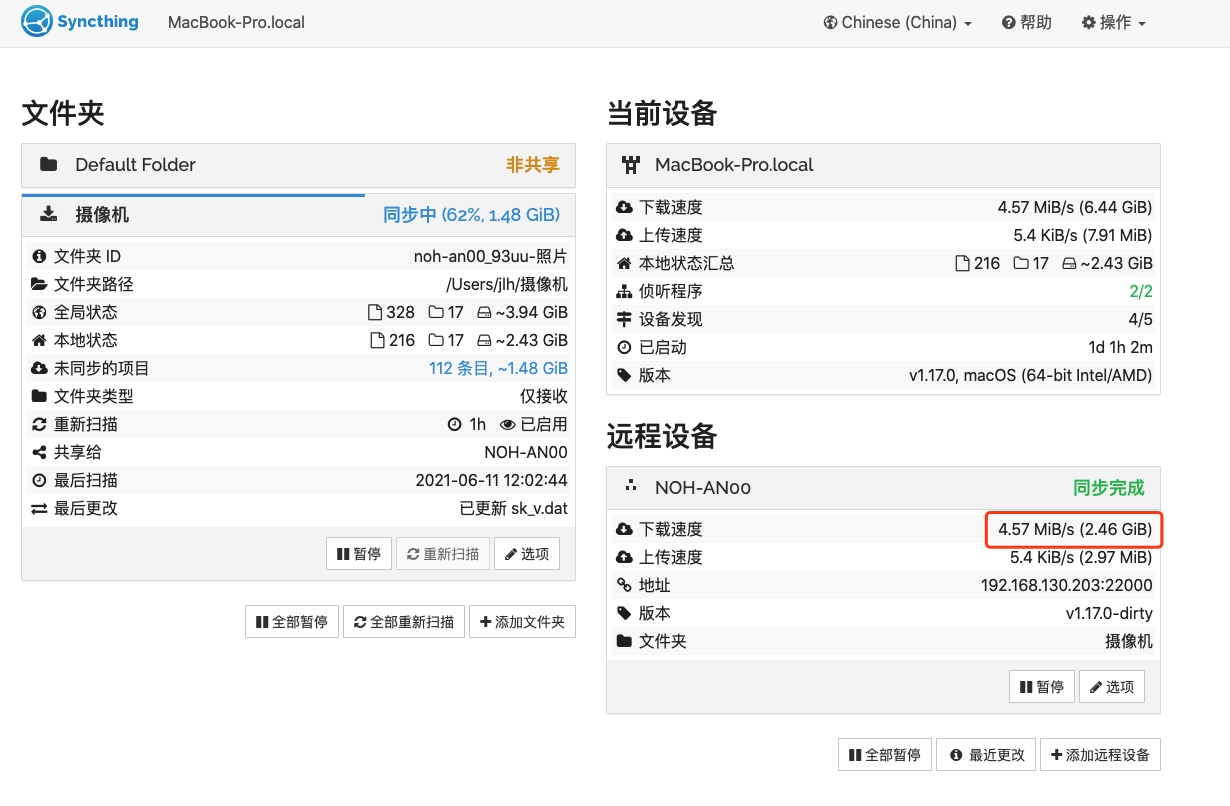 Syncthing MacBook-Pro.local Chinese (China) 帮助 操作
文件夹
Default Folder 非共享
摄像机 同步中 (62%, 1.48 GiB)
文件夹 ID noh-an00_93uu-照片
文件夹路径 /Users/jlh/摄像机
全局状态 328 17 ~3.94 GiB
本地状态 216 17 ~2.43 GiB
未同步的项目 112 条目, ~1.48 GiB
文件夹类型 仅接收
重新扫描 1h 已启用
共享给 NOH-AN00
最后扫描 2021-06-11 12:02:44
最后更改 已更新 sk_v.dat
暂停 重新扫描 选项
全部暂停 全部重新扫描 添加文件夹
当前设备
MacBook-Pro.local
下载速度 4.57 MiB/s (6.44 GiB)
上传速度 5.4 KiB/s (7.91 MiB)
本地状态汇总 216 17 ~2.43 GiB
侦听程序 2/2
设备发现 4/5
已启动 1d 1h 2m
版本 v1.17.0, macOS (64-bit Intel/AMD)
远程设备
NOH-AN00 同步完成
下载速度 4.57 MiB/s (2.46 GiB)
上传速度 5.4 KiB/s (2.97 MiB)
地址 192.168.130.203:22000
版本 v1.17.0-dirty
文件夹 摄像机
暂停 选项
全部暂停 最近更改 添加远程设备